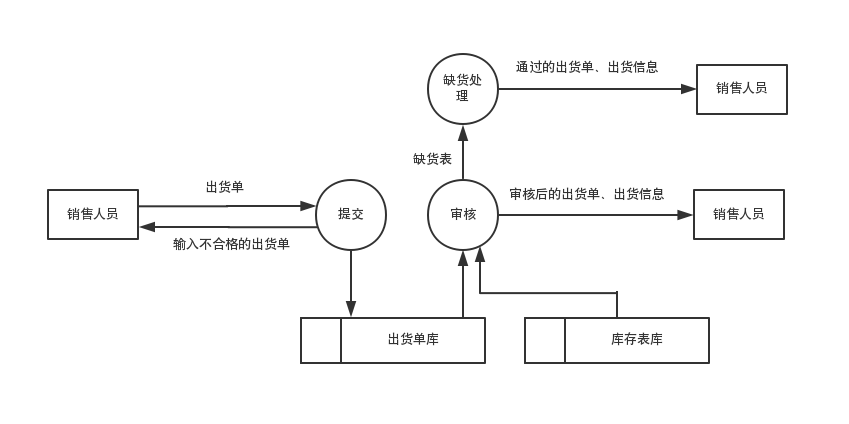 通过的出货单、出货信息
缺货处
理
销售人员
缺货表
出货单
审核后的出货单、出货信息
销售人员
提交
审核
销售人员
输入不合格的出货单
出货单库
库存表库